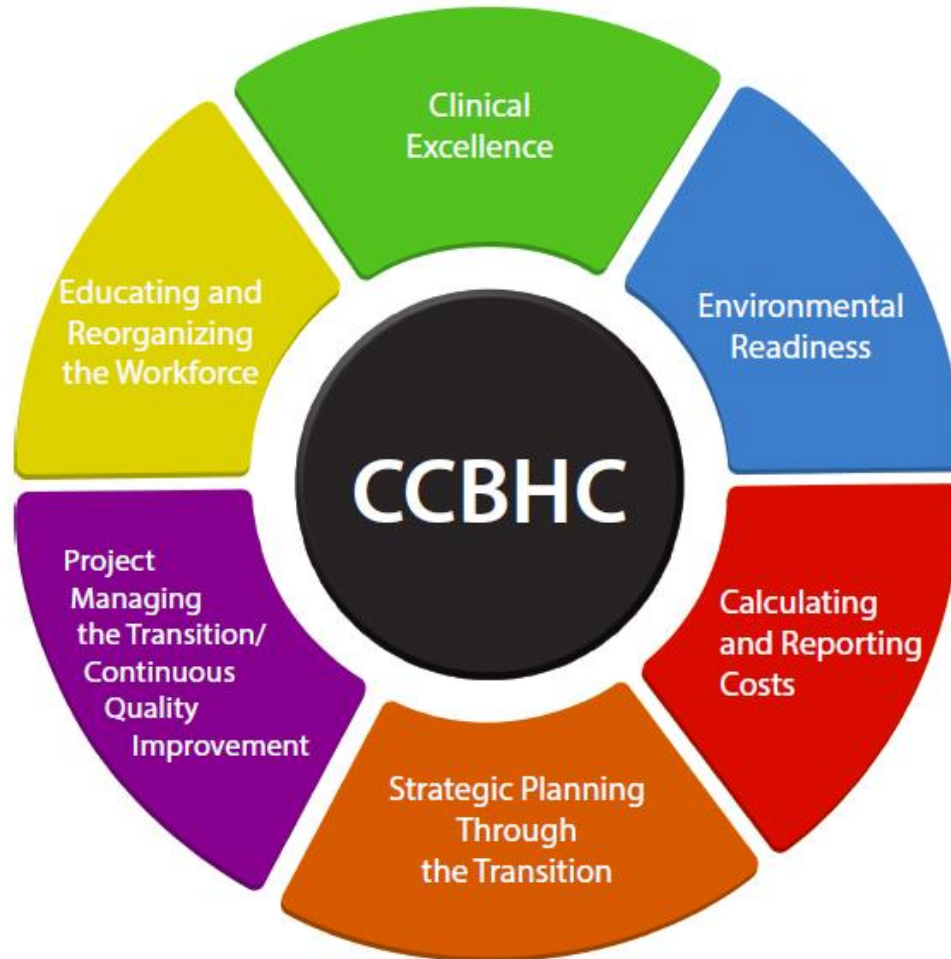 Clinical
Excellence
Environmental
Readiness
Calculating
and Reporting
Costs
Strategic Planning
Through
the Transition
Project
Managing
the Transition/
Continuous
Quality
Improvement
Educating and
Reorganizing
the Workforce
CCBHC